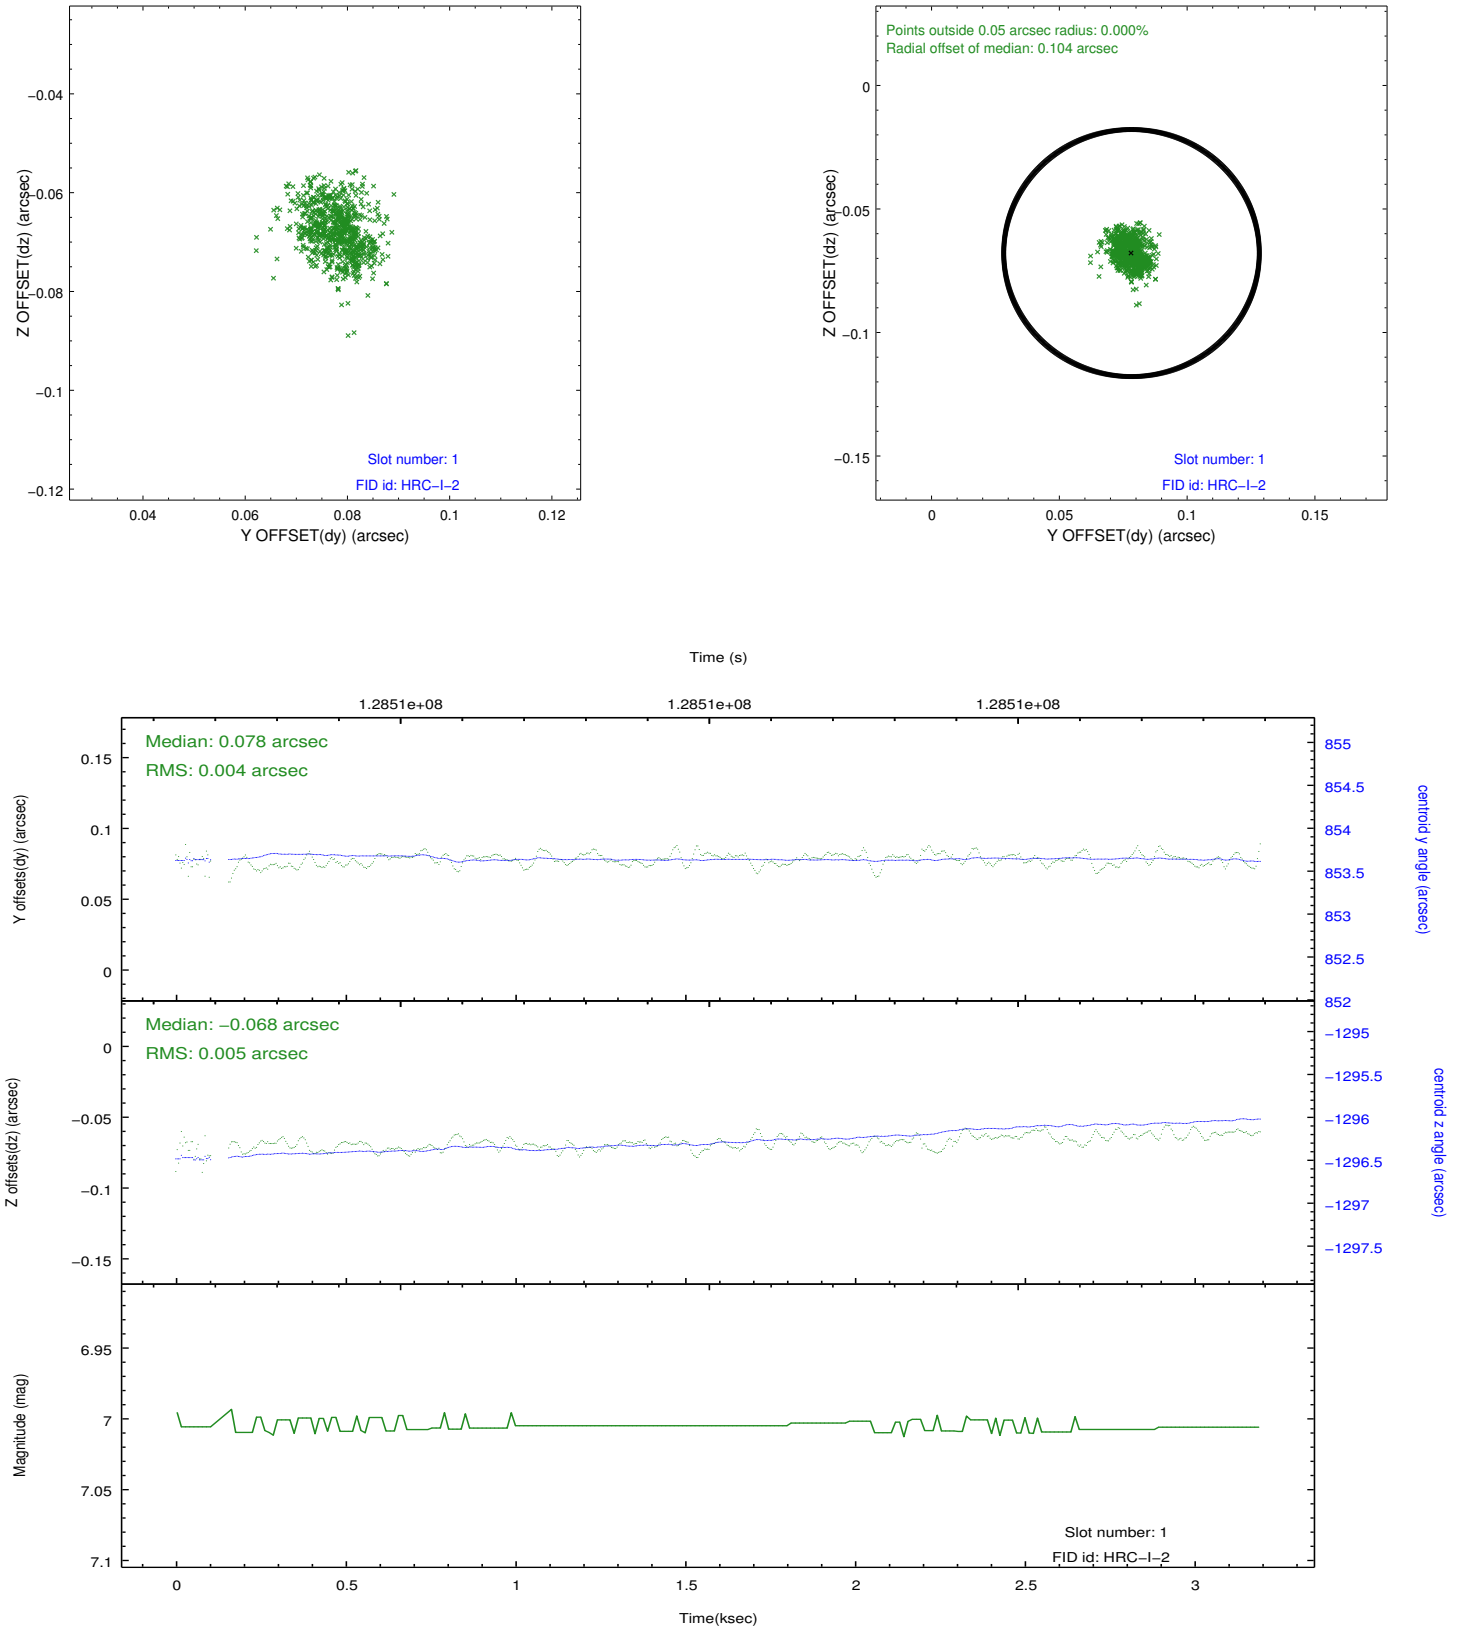 −0.04
−0.06
−0.08
−0.1
−0.12
Z OFFSET(dz) (arcsec)
Slot number: 1
FID id: HRC−I−2
0.04 0.06 0.08 0.1 0.12
Y OFFSET(dy) (arcsec)
Points outside 0.05 arcsec radius: 0.000%
Radial offset of median: 0.104 arcsec
0
−0.05
−0.1
−0.15
Z OFFSET(dz) (arcsec)
Slot number: 1
FID id: HRC−I−2
0 0.05 0.1 0.15
Y OFFSET(dy) (arcsec)
Time (s)
1.2851e+08 1.2851e+08 1.2851e+08
Median: 0.078 arcsec
RMS: 0.004 arcsec
0.15
0.1
0.05
0
Y offsets(dy) (arcsec)
855
854.5
854
853.5
853
852.5
852
centroid y angle (arcsec)
Median: −0.068 arcsec
RMS: 0.005 arcsec
0
−0.05
−0.1
−0.15
Z offsets(dz) (arcsec)
−1295
−1295.5
−1296
−1296.5
−1297
−1297.5
centroid z angle (arcsec)
6.95
7
7.05
7.1
Magnitude (mag)
Slot number: 1
FID id: HRC−I−2
0 0.5 1 1.5 2 2.5 3
Time(ksec)